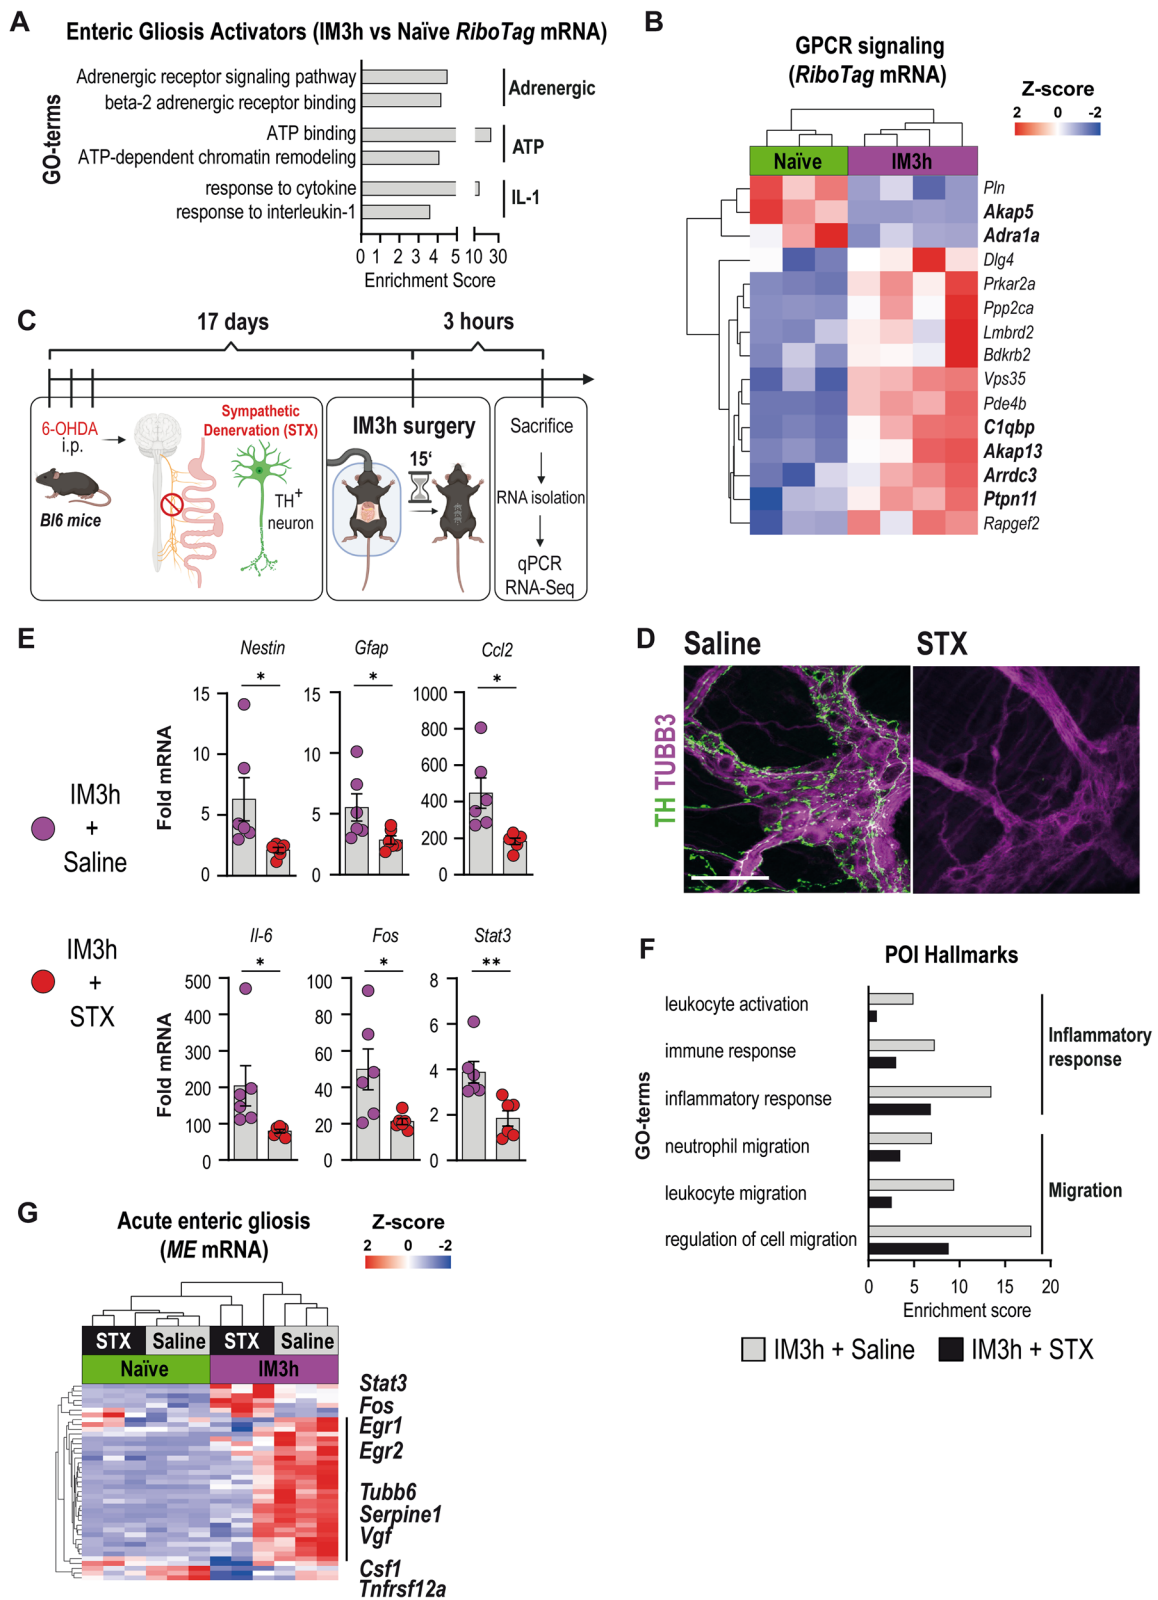 A
Enteric Gliosis Activators (IM3h vs Naïve RiboTag mRNA)
GO-terms
Adrenergic receptor signaling pathway
beta-2 adrenergic receptor binding
Adrenergic
ATP binding
ATP-dependent chromatin remodeling
ATP
response to cytokine
response to interleukin-1
IL-1
0 1 2 3 4 5 10 30
Enrichment Score
B
GPCR signaling
(RiboTag mRNA)
Z-score
2 0 -2
Naïve IM3h
Pln
Akap5
Adra1a
Dlg4
Prkar2a
Ppp2ca
Lmbrd2
Bdkrb2
Vps35
Pde4b
C1qbp
Akap13
Arrdc3
Ptpn11
Rapgef2
C
17 days 3 hours
6-OHDA
i.p.
Bl6 mice
Sympathetic
Denervation (STX)
TH+
neuron
IM3h surgery
15‘
Sacrifice
RNA isolation
qPCR
RNA-Seq
D
Saline STX
TH TUBB3
E
IM3h
+
Saline
IM3h
+
STX
Nestin
*
Fold mRNA
15
10
5
0
Gfap
*
15
10
5
0
Ccl2
*
1000
800
600
400
200
0
Il-6
*
Fold mRNA
500
400
300
200
100
0
Fos
*
100
80
60
40
20
0
Stat3
**
8
6
4
2
0
F
POI Hallmarks
GO-terms
leukocyte activation
immune response
inflammatory response
Inflammatory
response
neutrophil migration
leukocyte migration
regulation of cell migration
Migration
0 5 10 15 20
Enrichment score
IM3h + Saline IM3h + STX
G
Acute enteric gliosis
(ME mRNA)
Z-score
2 0 -2
STX Saline STX Saline
Naïve IM3h
Stat3
Fos
Egr1
Egr2
Tubb6
Serpine1
Vgf
Csf1
Tnfrsf12a